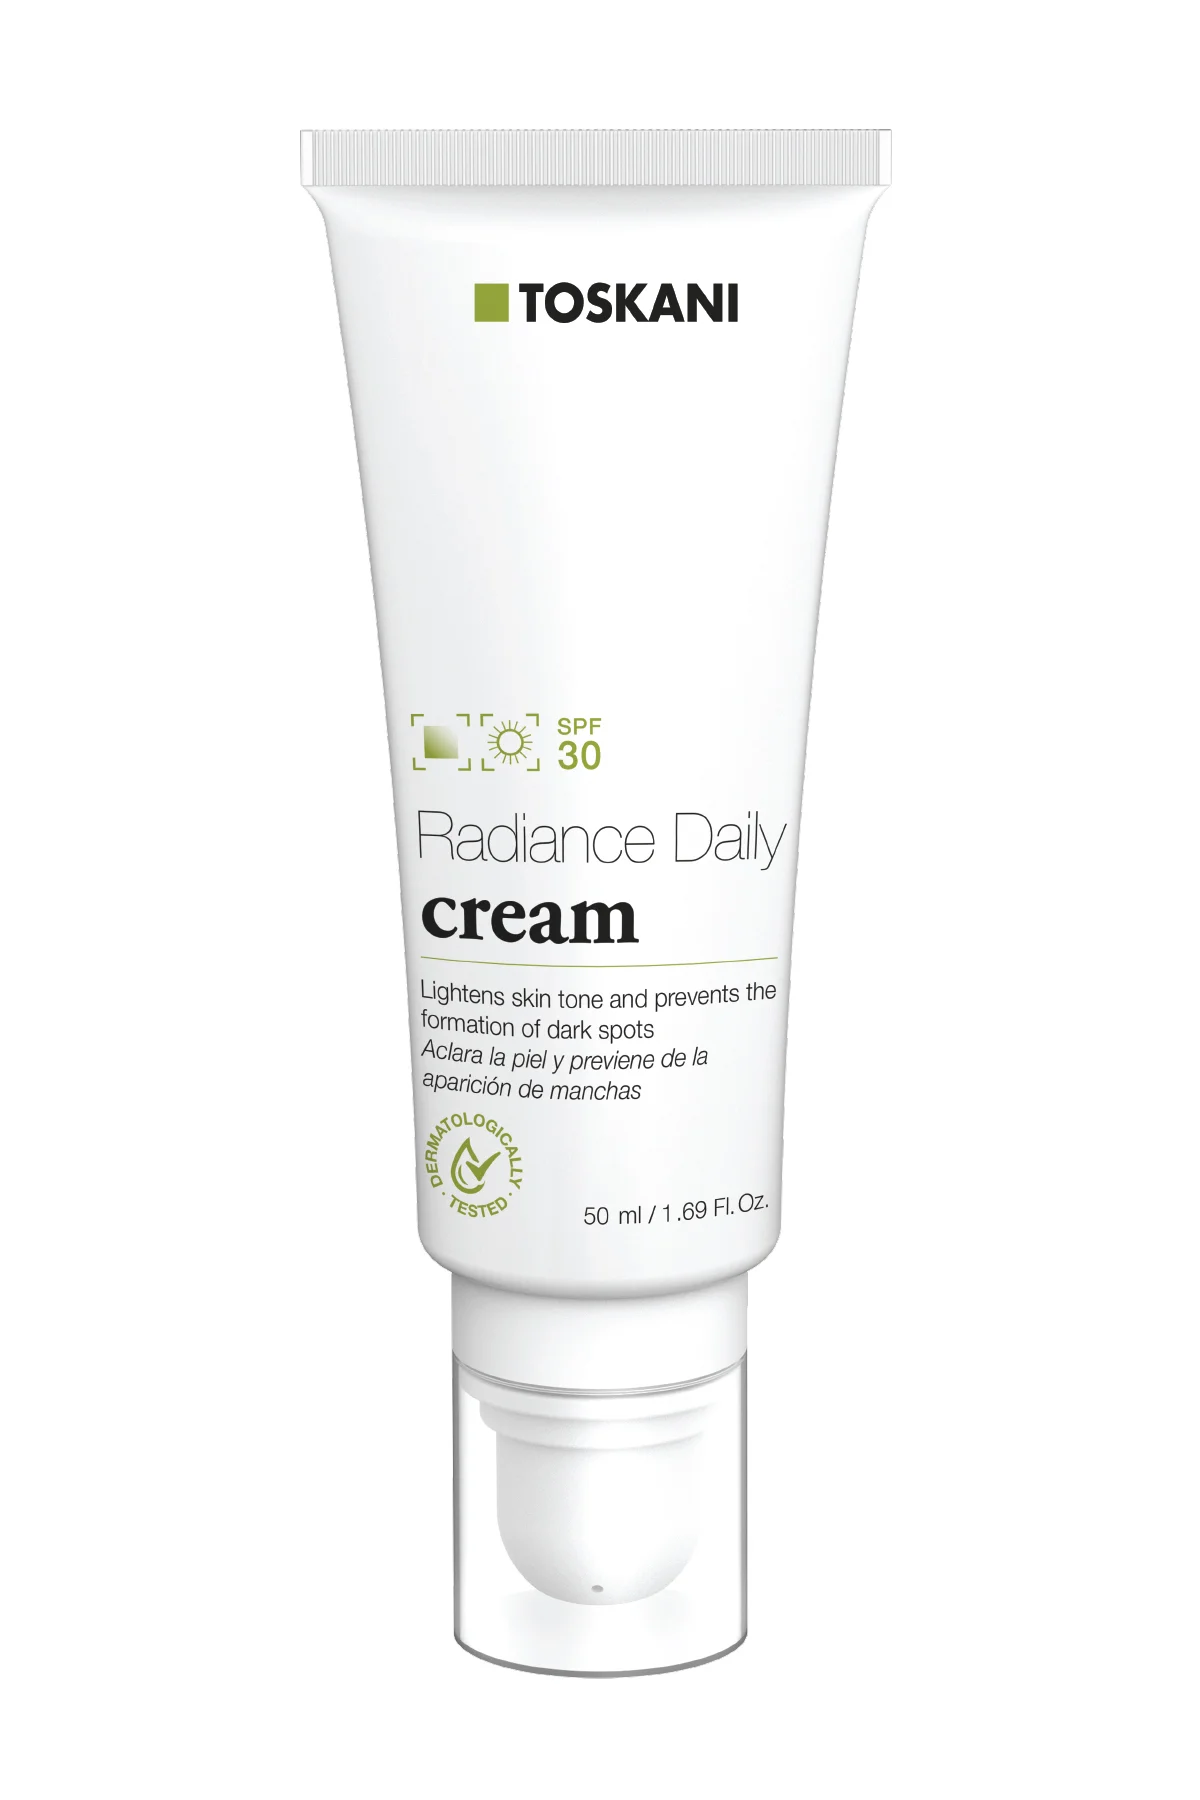 TOSKANI
SPF
30
Radiance Daily
cream
Lightens skin tone and prevents the
formation of dark spots
Aclara la piel y previene de la
aparición de manchas
DERMATOLOGICALLY
· TESTED ·
50 ml / 1.69 Fl. Oz.